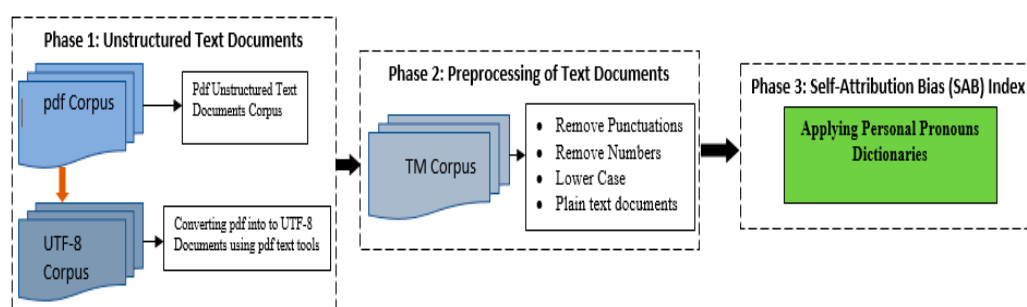 Phase 1: Unstructured Text Documents
pdf Corpus
Pdf Unstructured Text
Documents Corpus
UTF-8
Corpus
Converting pdf into to UTF-8
Documents using pdf text tools
Phase 2: Preprocessing of Text Documents
TM Corpus
• Remove Punctuations
• Remove Numbers
• Lower Case
• Plain text documents
Phase 3: Self-Attribution Bias (SAB) Index
Applying Personal Pronouns
Dictionaries